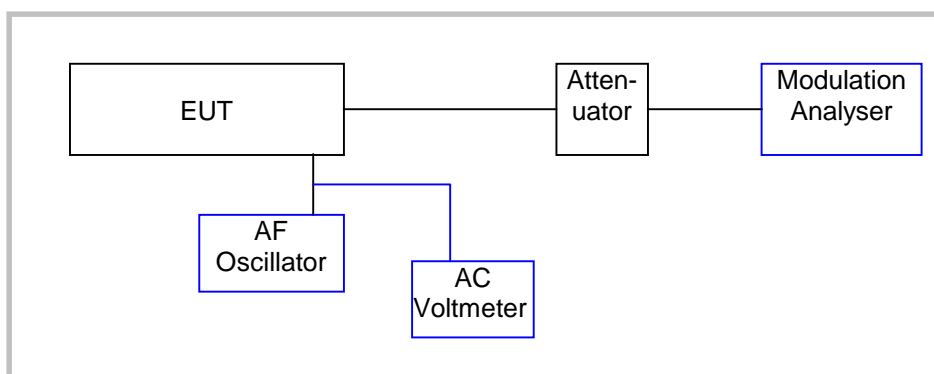 EUT
Atten-
uator
Modulation
Analyser
AF
Oscillator
AC
Voltmeter